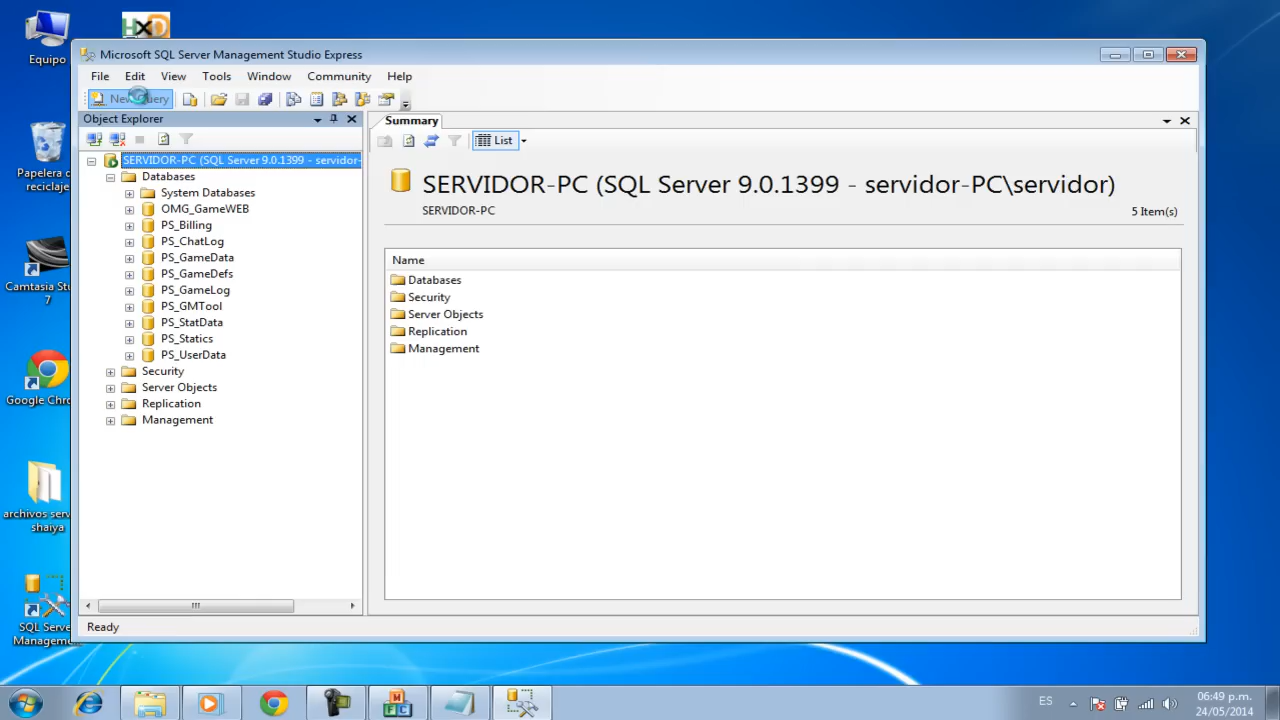 HxD
Equipo
Papelera d
reciclaje
Camtasia Stu
7
Google Chro
archivos serv
shaiya
SQL Serve
Managem...
Microsoft SQL Server Management Studio Express
File Edit View Tools Window Community Help
New Query
Object Explorer
SERVIDOR-PC (SQL Server 9.0.1399 - servidor-
Databases
System Databases
OMG_GameWEB
PS_Billing
PS_ChatLog
PS_GameData
PS_GameDefs
PS_GameLog
PS_GMTool
PS_StatData
PS_Statics
PS_UserData
Security
Server Objects
Replication
Management
Summary
List
SERVIDOR-PC (SQL Server 9.0.1399 - servidor-PC\servidor)
SERVIDOR-PC
5 Item(s)
Name
Databases
Security
Server Objects
Replication
Management
Ready
ES
06:49 p.m.
24/05/2014